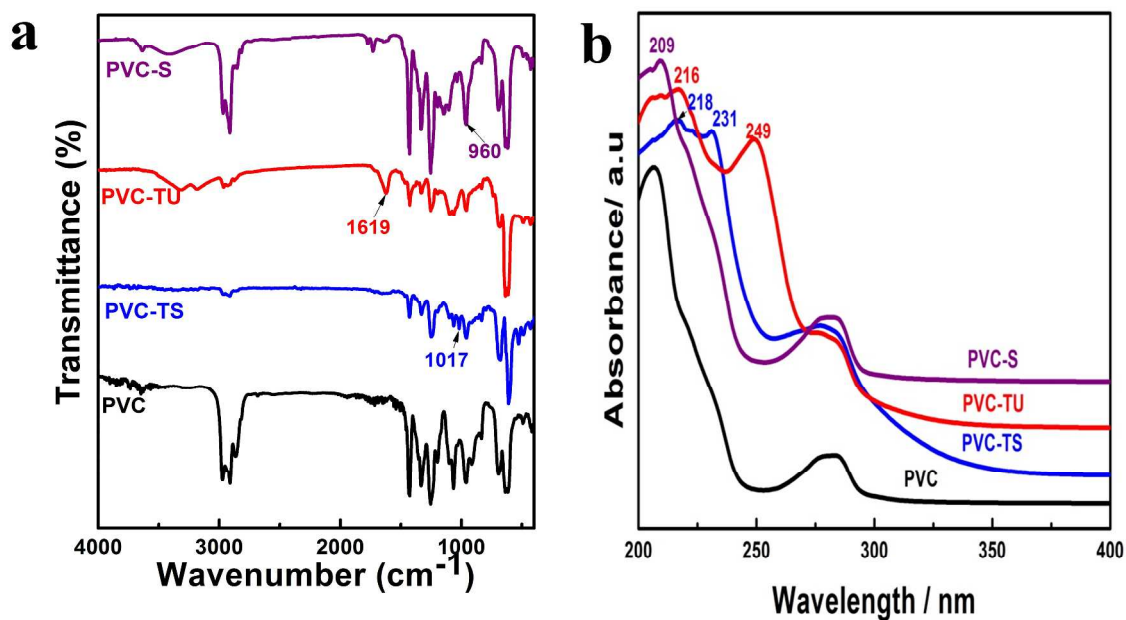 a
PVC-S
960
PVC-TU
1619
PVC-TS
1017
PVC
Transmittance (%)
4000 3000 2000 1000
Wavenumber (cm-1)
b
209
216
218
231
249
PVC-S
PVC-TU
PVC-TS
PVC
Absorbance/ a.u
200 250 300 350 400
Wavelength / nm